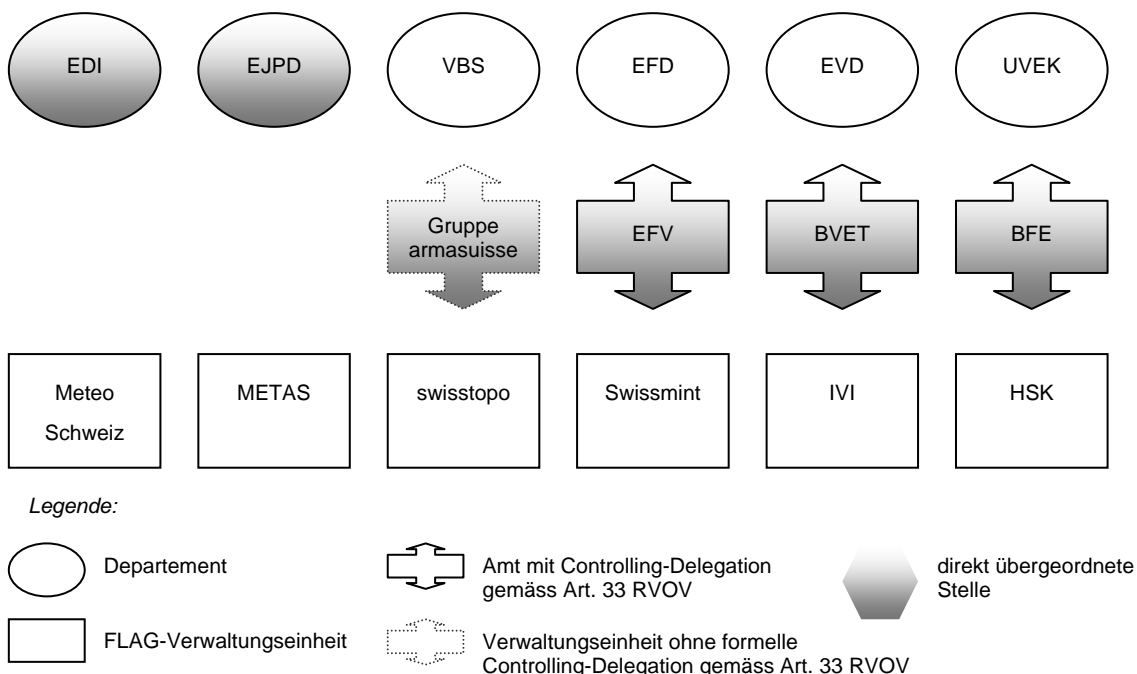 EDI
EJPD
VBS
EFD
EVD
UVEK
Gruppe
armasuisse
EFV
BVET
BFE
Meteo
Schweiz
METAS
swisstopo
Swissmint
IVI
HSK
Legende:
Departement
Amt mit Controlling-Delegation
gemäss Art. 33 RVOV
direkt übergeordnete
Stelle
FLAG-Verwaltungseinheit
Verwaltungseinheit ohne formelle
Controlling-Delegation gemäss Art. 33 RVOV